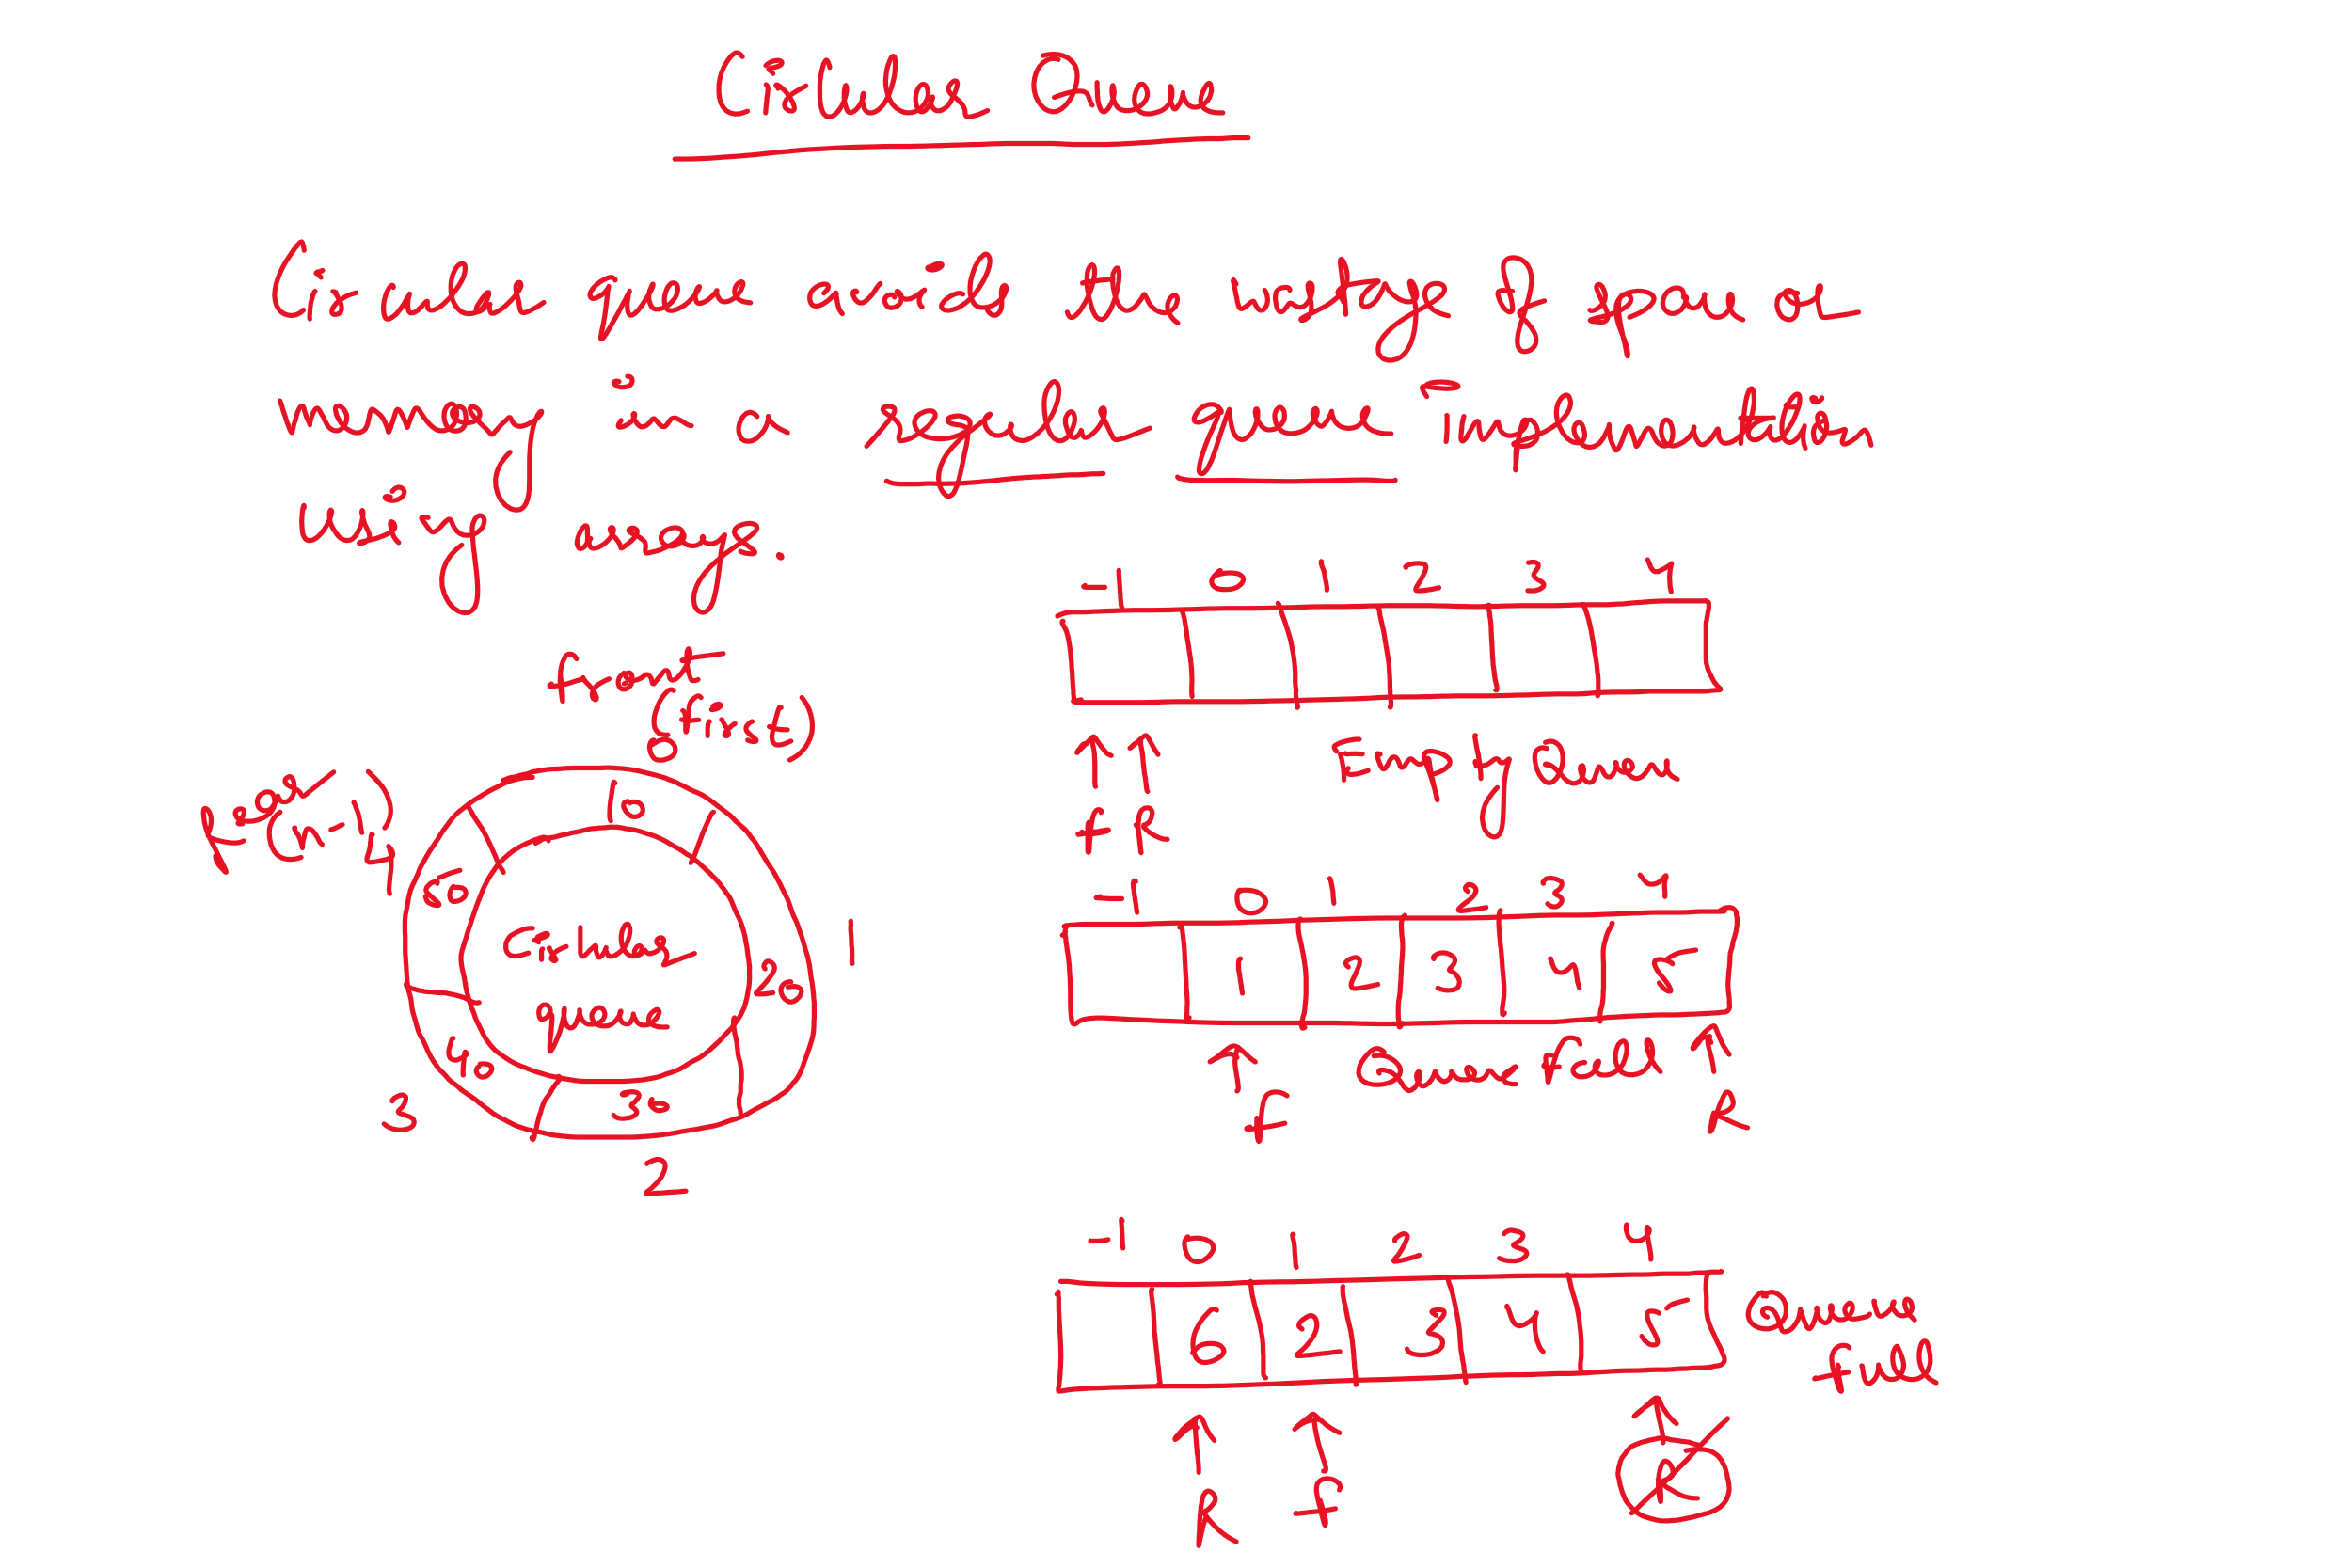 Circular Queue
Circular queue avoid the wastage of space or
memory in a regular queue implementation
using arrays.
-1 0 1 2 3 4
front
(first)
0
Rear
(n-1)
4
10
50
Circular
queue
20
1
40
30
3
2
F R
Empty Queue
-1 0 1 2 3 4
1 2 3 4 5
F
Queue full
R
-1 0 1 2 3 4
6 2 3 4 5
Queue
full
R F R